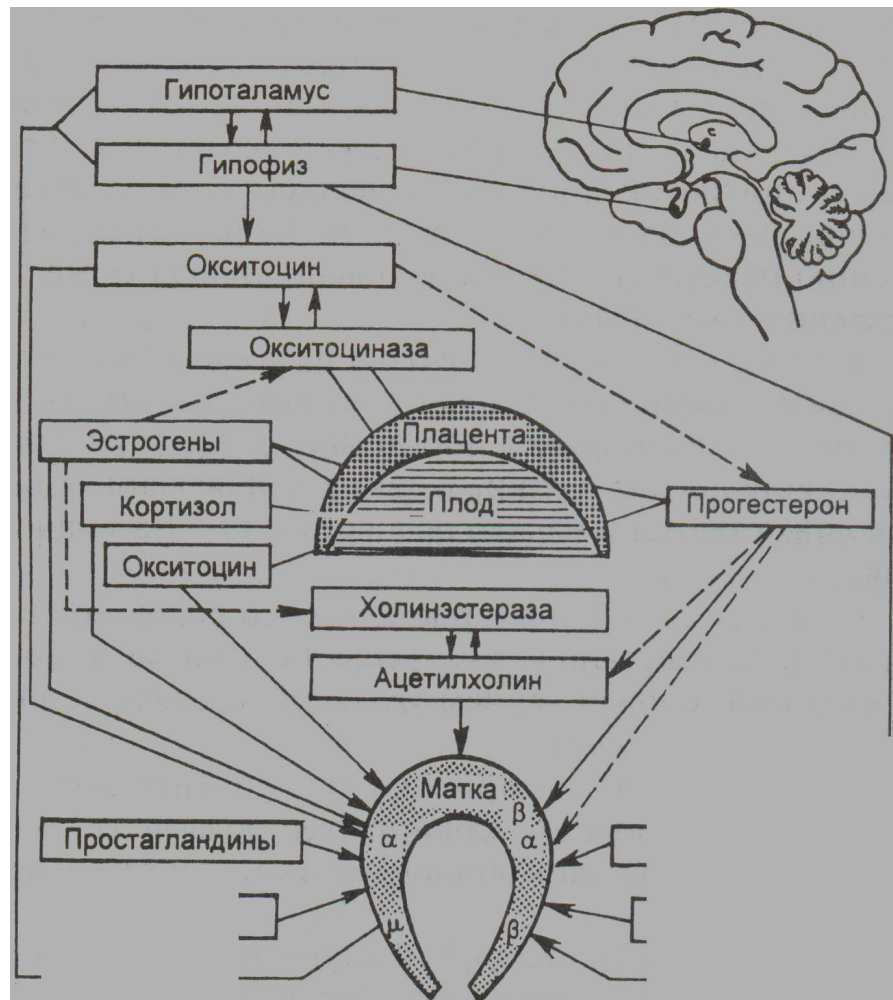 Гипоталамус
Гипофиз
Окситоцин
Окситоциназа
Эстрогены
Плацента
Кортизол
Плод
Прогестерон
Окситоцин
Холинэстераза
Ацетилхолин
Матка
β
Простагландины
α
α
μ
β